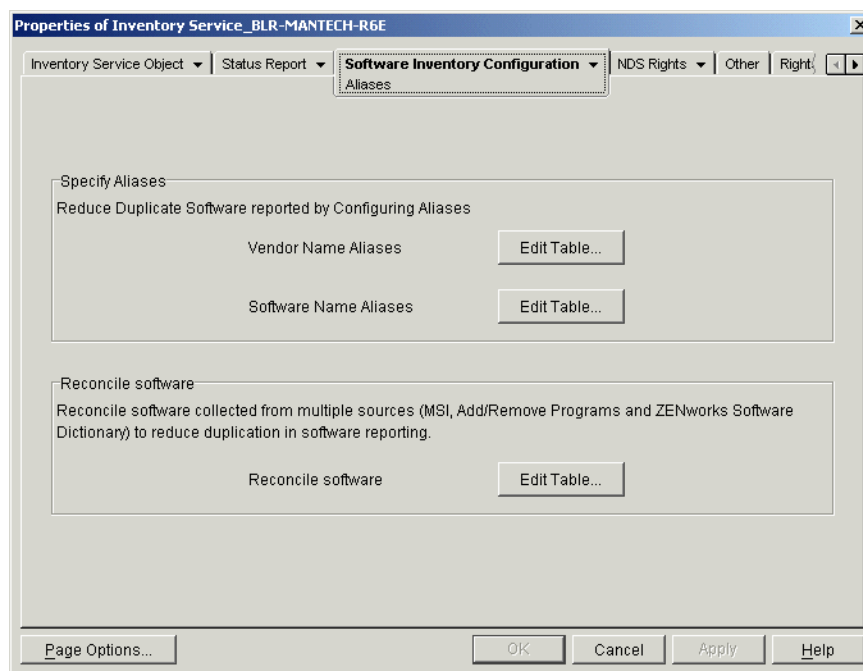 Properties of Inventory Service_BLR-MANTECH-R6E
Inventory Service Object
Status Report
Software Inventory Configuration
NDS Rights
Other
Aliases
Specify Aliases
Reduce Duplicate Software reported by Configuring Aliases
Vendor Name Aliases
Edit Table...
Software Name Aliases
Edit Table...
Reconcile software
Reconcile software collected from multiple sources (MSI, Add/Remove Programs and ZENworks Software
Dictionary) to reduce duplication in software reporting.
Reconcile software
Edit Table...
Page Options...
OK
Cancel
Apply
Help